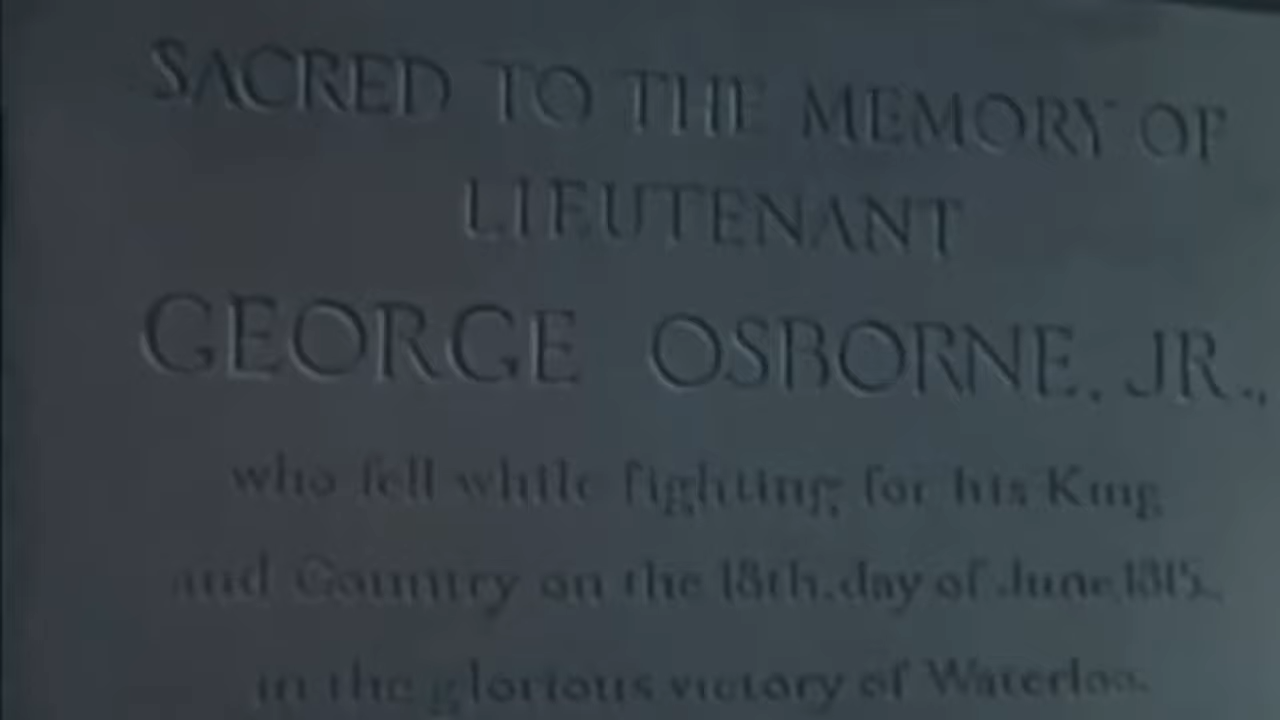 SACRED TO THE MEMORY OF
LIEUTENANT
GEORGE OSBORNE, JR.,
who fell while fighting for his King
and Country on the 18th. day of June 1815.
in the glorious victory of Waterloo.